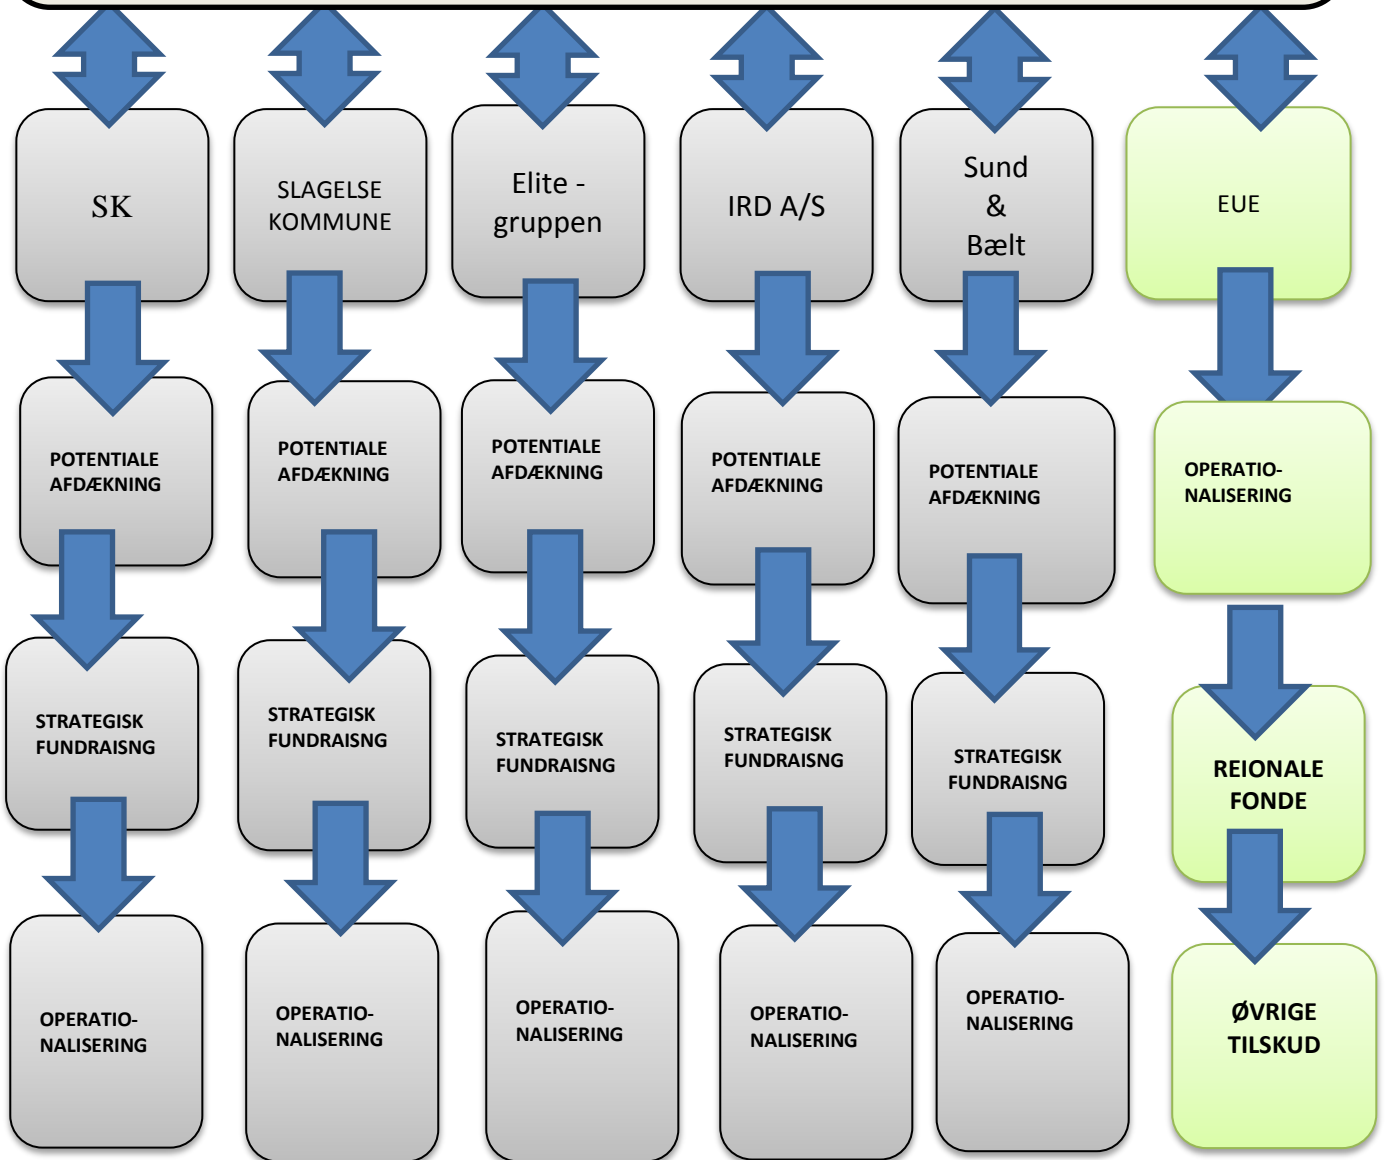 SK
SLAGELSE
KOMMUNE
Elite -
gruppen
IRD A/S
Sund
&
Bælt
EUE
POTENTIALE
AFDÆKNING
POTENTIALE
AFDÆKNING
POTENTIALE
AFDÆKNING
POTENTIALE
AFDÆKNING
POTENTIALE
AFDÆKNING
OPERATIO-
NALISERING
STRATEGISK
FUNDRAISNG
STRATEGISK
FUNDRAISNG
STRATEGISK
FUNDRAISNG
STRATEGISK
FUNDRAISNG
STRATEGISK
FUNDRAISNG
REIONALE
FONDE
OPERATIO-
NALISERING
OPERATIO-
NALISERING
OPERATIO-
NALISERING
OPERATIO-
NALISERING
OPERATIO-
NALISERING
ØVRIGE
TILSKUD